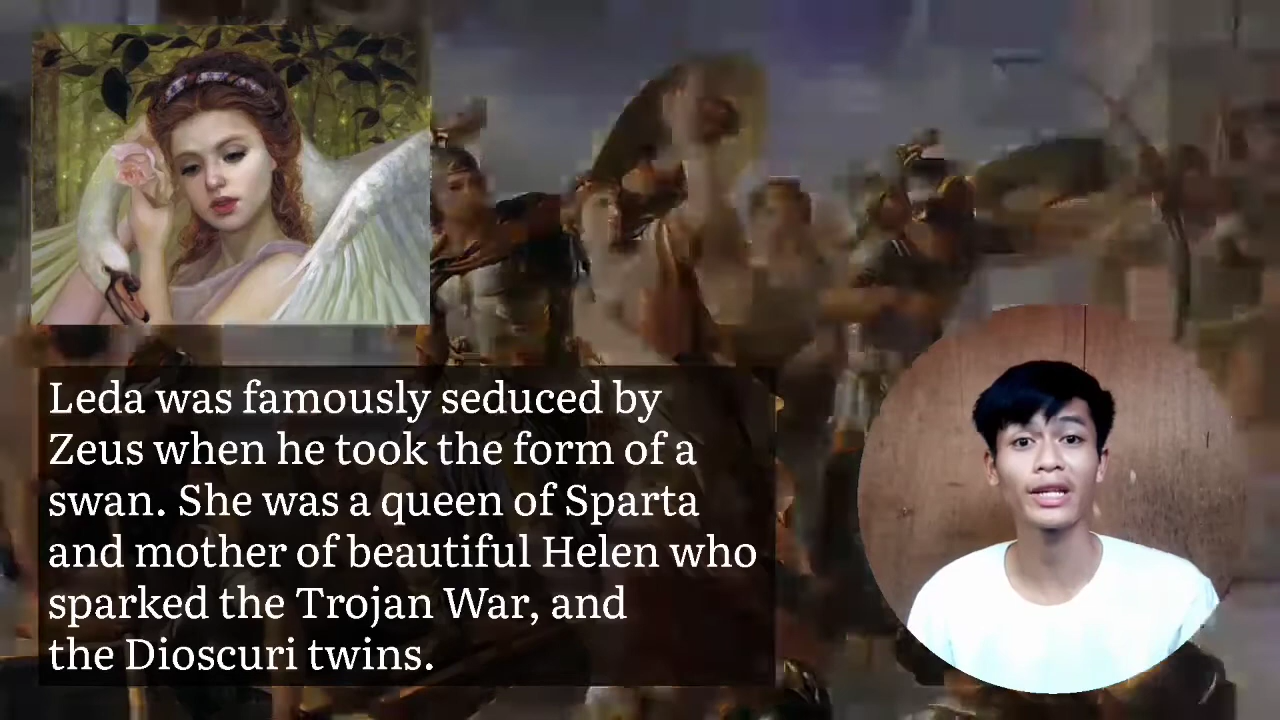 Leda was famously seduced by
Zeus when he took the form of a
swan. She was a queen of Sparta
and mother of beautiful Helen who
sparked the Trojan War, and
the Dioscuri twins.